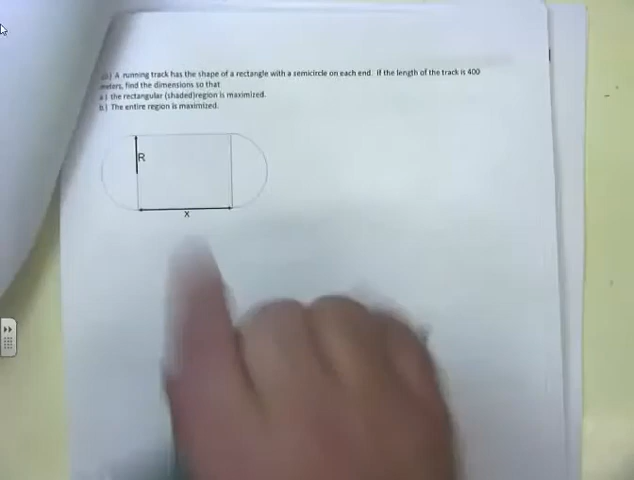 A running track has the shape of a rectangle with a semicircle on each end. If the length of the track is 400
meters, find the dimensions so that
a) the rectangular (shaded)region is maximized.
b) The entire region is maximized.
R
X